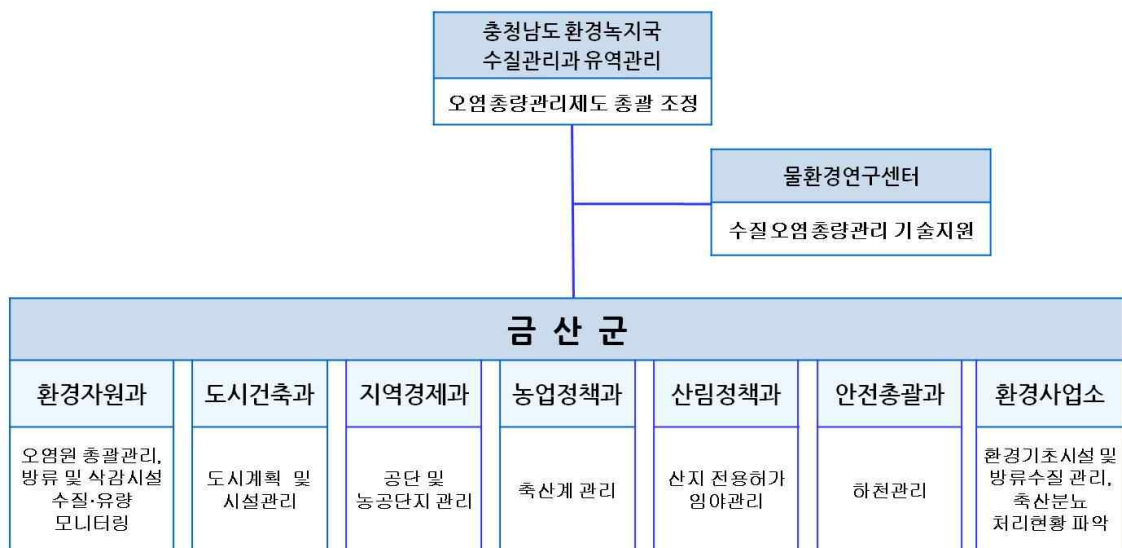 충청남도 환경녹지국
수질관리과 유역관리
오염총량관리제도 총괄 조정
물환경연구센터
수질오염총량관리 기술지원
금 산 군
환경자원과
오염원 총괄관리,
방류 및 삭감시설
수질·유량
모니터링
도시건축과
도시계획 및
시설관리
지역경제과
공단 및
농공단지 관리
농업정책과
축산계 관리
산림정책과
산지 전용허가
임야관리
안전총괄과
하천관리
환경사업소
환경기초시설 및
방류수질 관리,
축산분뇨
처리현황 파악